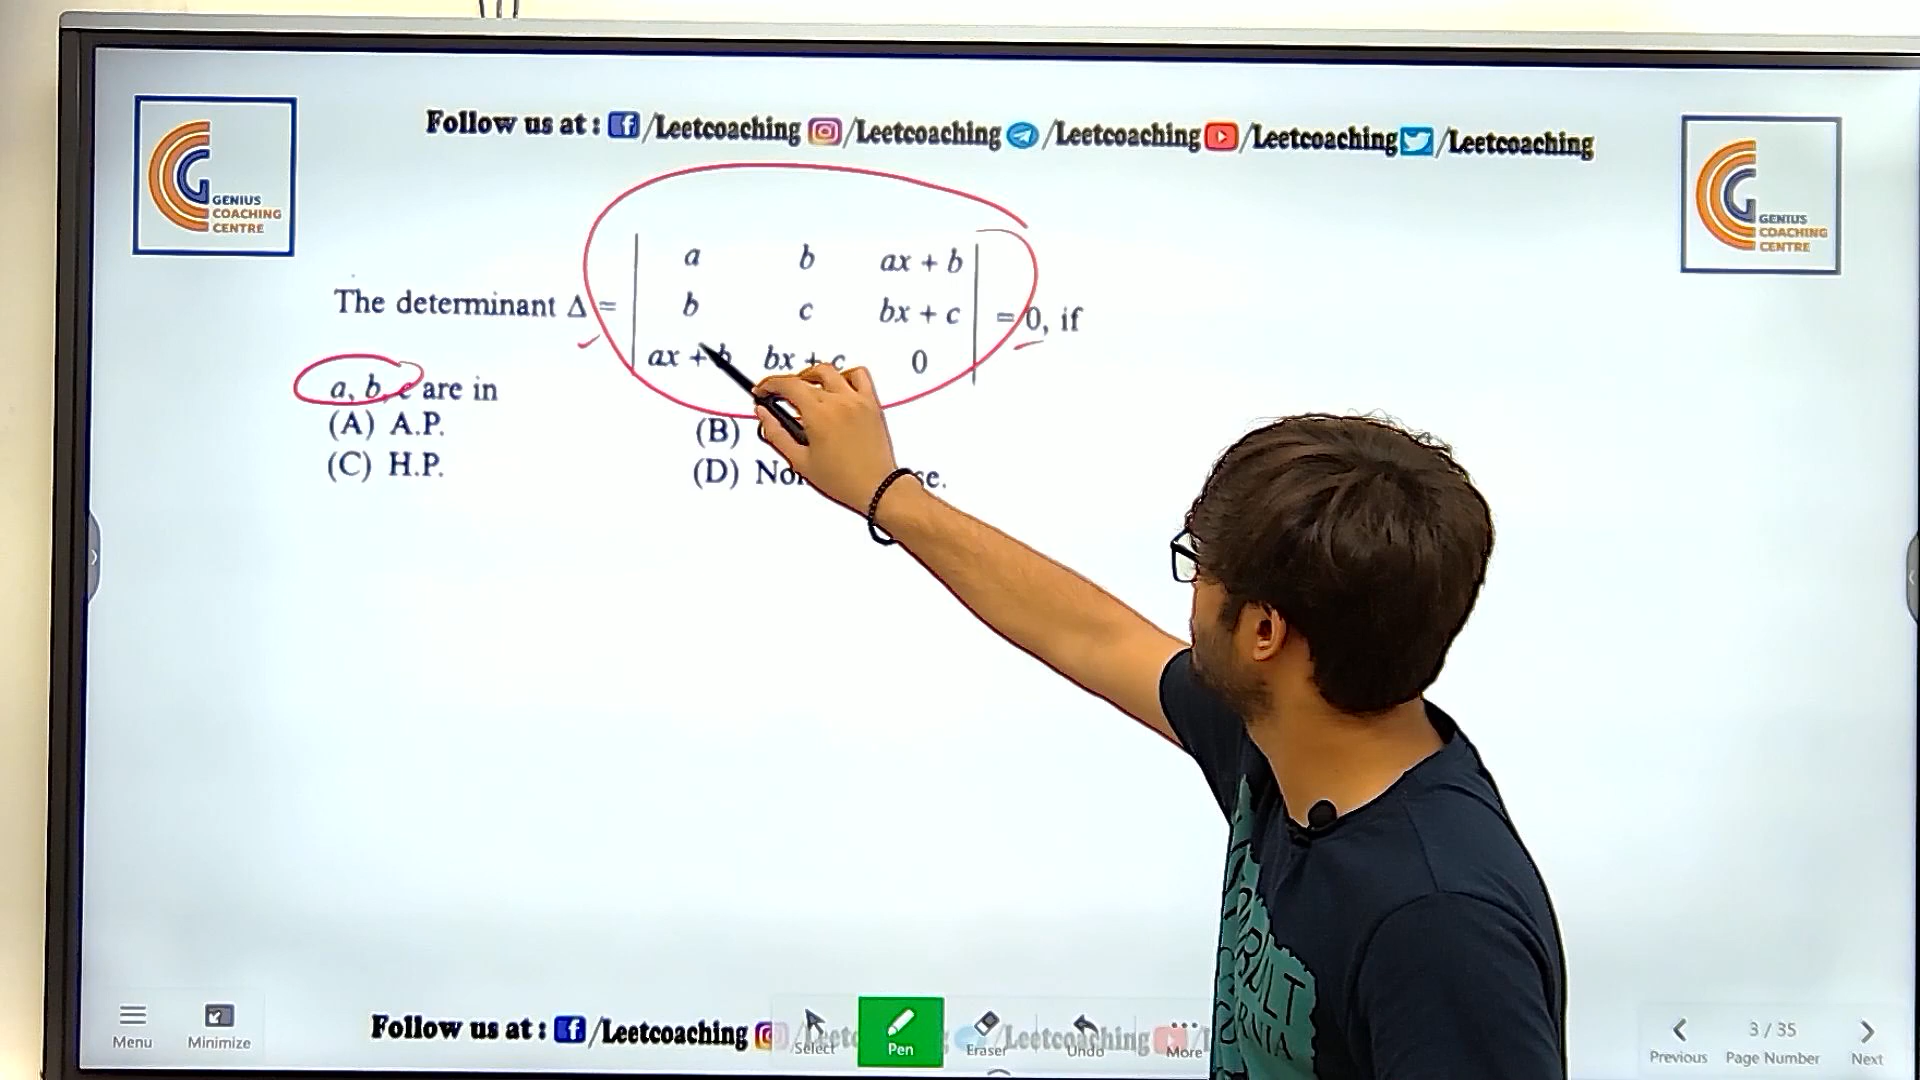 Follow us at : /Leetcoaching /Leetcoaching /Leetcoaching /Leetcoaching /Leetcoaching
GENIUS
COACHING
CENTRE
GENIUS
COACHING
CENTRE
a b ax + b
The determinant Δ = b c bx + c = 0, if
ax + b bx + c 0
a, b, c are in
(A) A.P. (B)
(C) H.P. (D)
Menu
Minimize
Follow us at : /Leetcoaching
Select
Pen
Eraser
/Leetcoaching
Undo
More
Previous
3 / 35
Page Number
Next